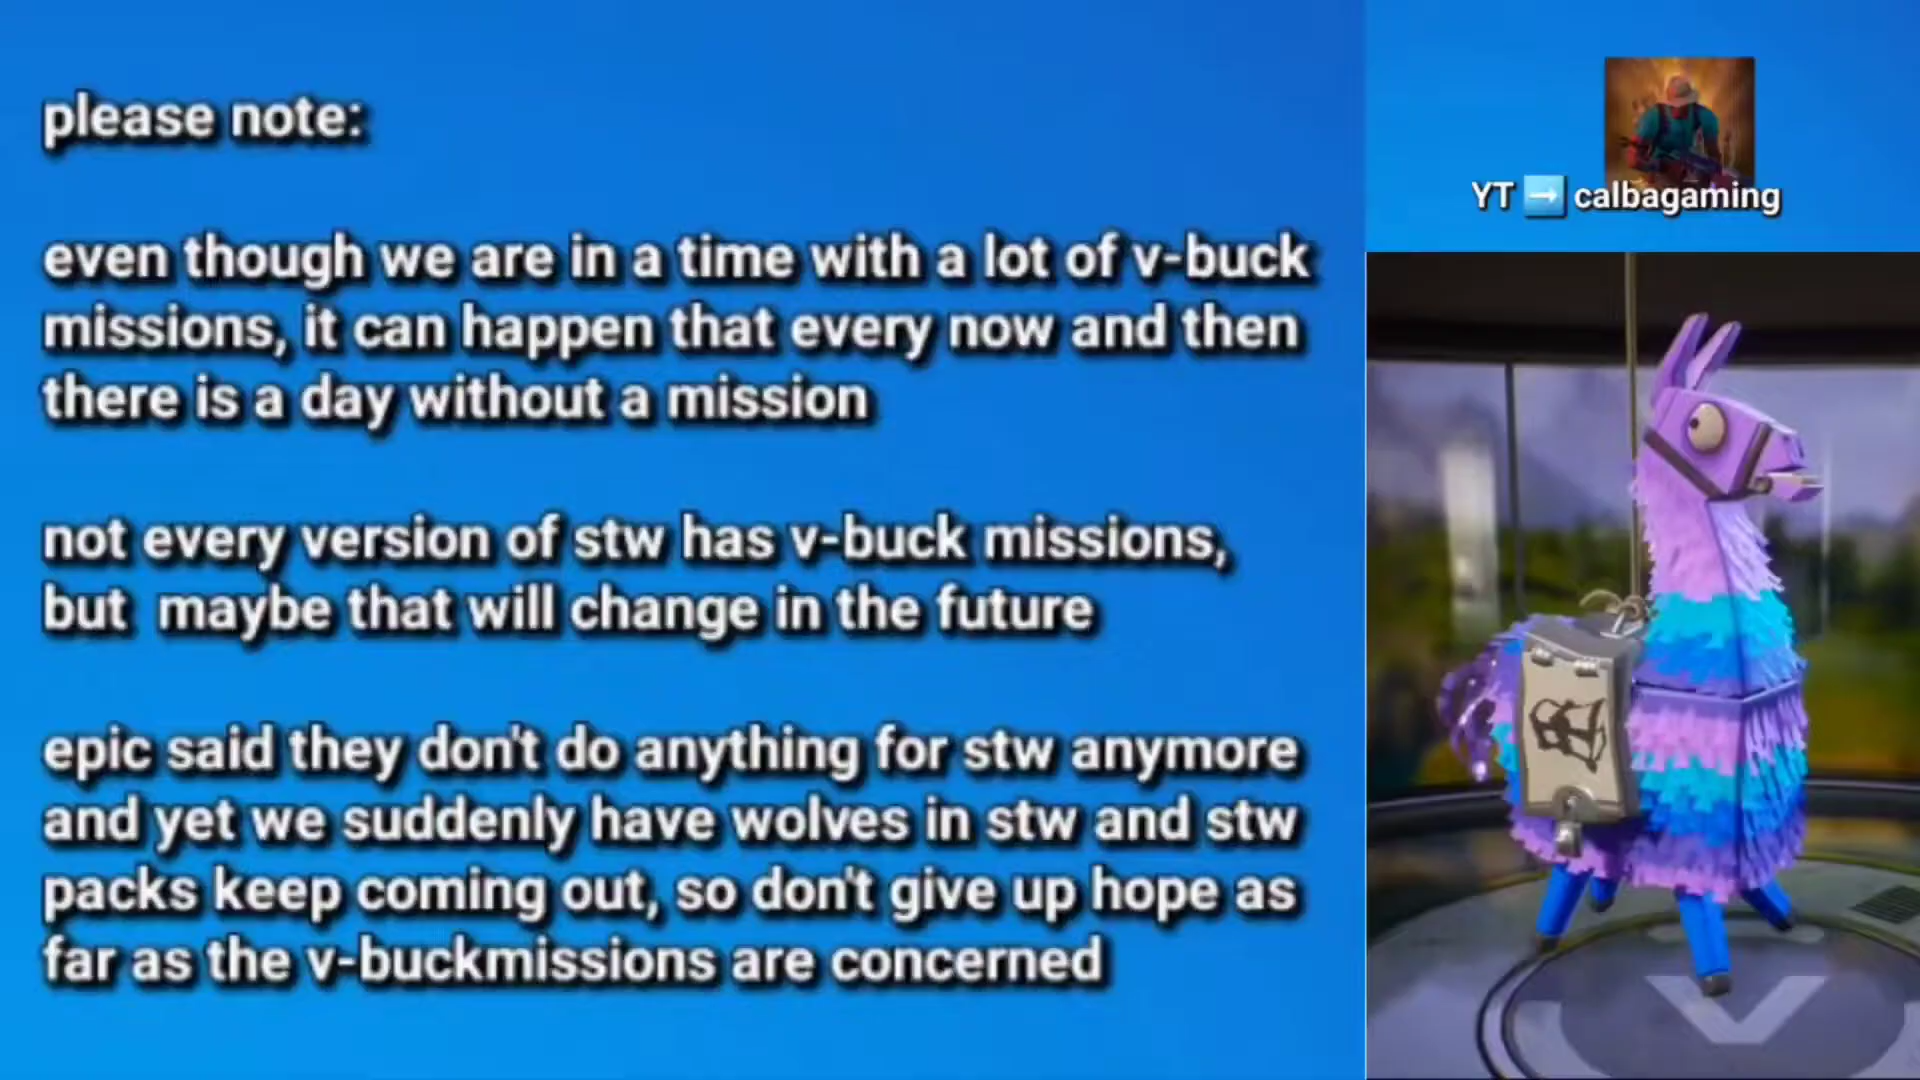 please note:
even though we are in a time with a lot of v-buck
missions, it can happen that every now and then
there is a day without a mission
not every version of stw has v-buck missions,
but  maybe that will change in the future
epic said they don't do anything for stw anymore
and yet we suddenly have wolves in stw and stw
packs keep coming out, so don't give up hope as
far as the v-buckmissions are concerned
YT ➡ calbagaming